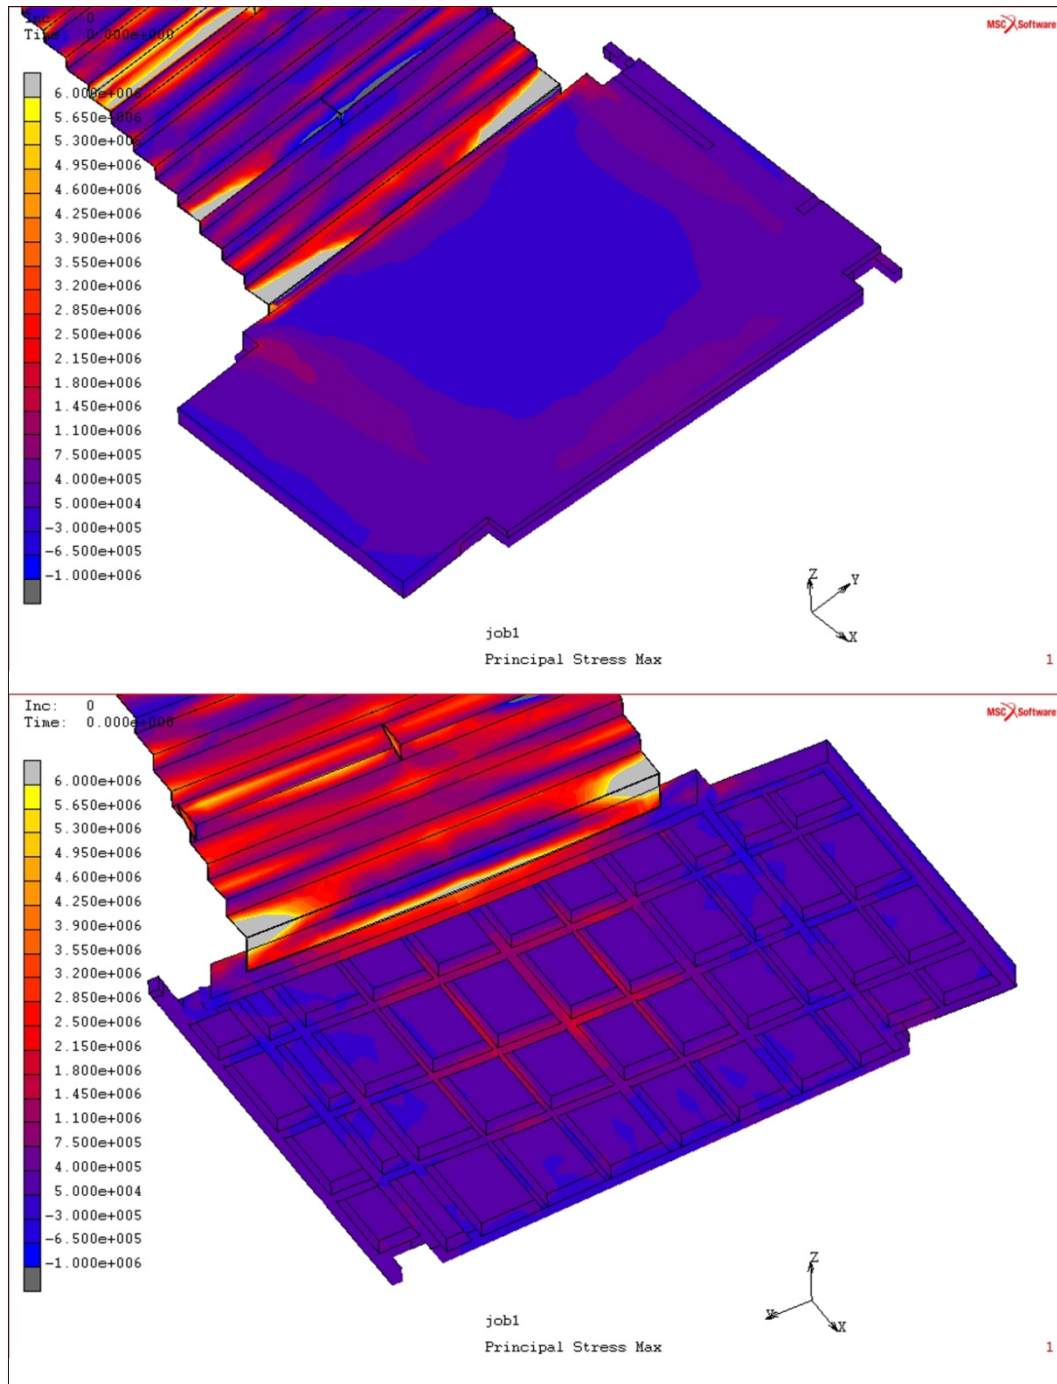 Inc: 0
Time: 0.000e+000
MSC Software
6.000e+006
5.650e+006
5.300e+006
4.950e+006
4.600e+006
4.250e+006
3.900e+006
3.550e+006
3.200e+006
2.850e+006
2.500e+006
2.150e+006
1.800e+006
1.450e+006
1.100e+006
7.500e+005
4.000e+005
5.000e+004
-3.000e+005
-6.500e+005
-1.000e+006
Z
Y
X
job1
Principal Stress Max
1
Inc: 0
Time: 0.000e+000
MSC Software
6.000e+006
5.650e+006
5.300e+006
4.950e+006
4.600e+006
4.250e+006
3.900e+006
3.550e+006
3.200e+006
2.850e+006
2.500e+006
2.150e+006
1.800e+006
1.450e+006
1.100e+006
7.500e+005
4.000e+005
5.000e+004
-3.000e+005
-6.500e+005
-1.000e+006
Z
Y
X
job1
Principal Stress Max
1